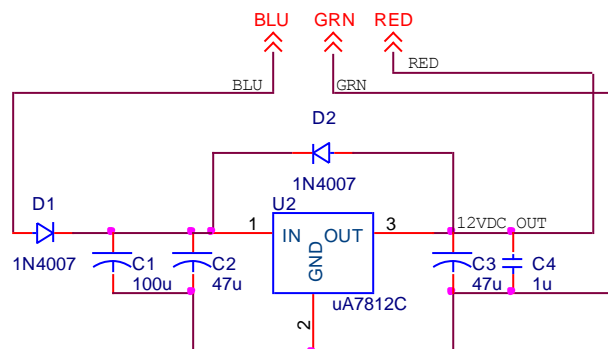 BLU GRN RED
RED
BLU GRN
D2
1N4007
D1
U2
1 3 12VDC_OUT
IN OUT
1N4007
GND
C1 C2 C3 C4
100u 47u 47u 1u
uA7812C
2